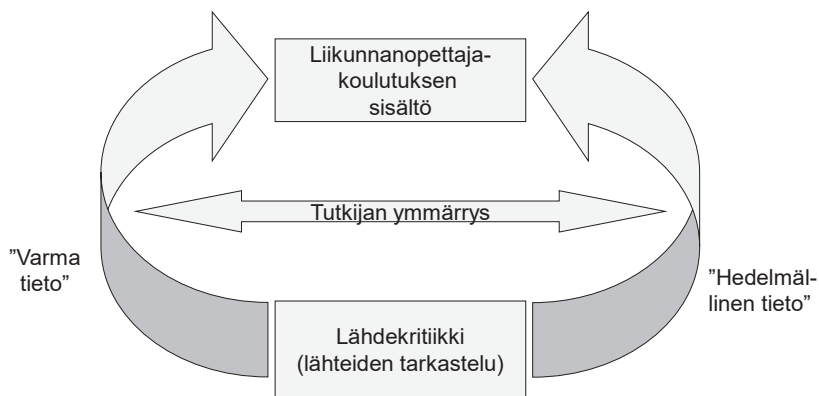 Liikunnanopettaja-
koulutuksen
sisältö
Tutkijan ymmärrys
”Varma
tieto”
”Hedelmäl-
linen tieto”
Lähdekritiikki
(lähteiden tarkastelu)